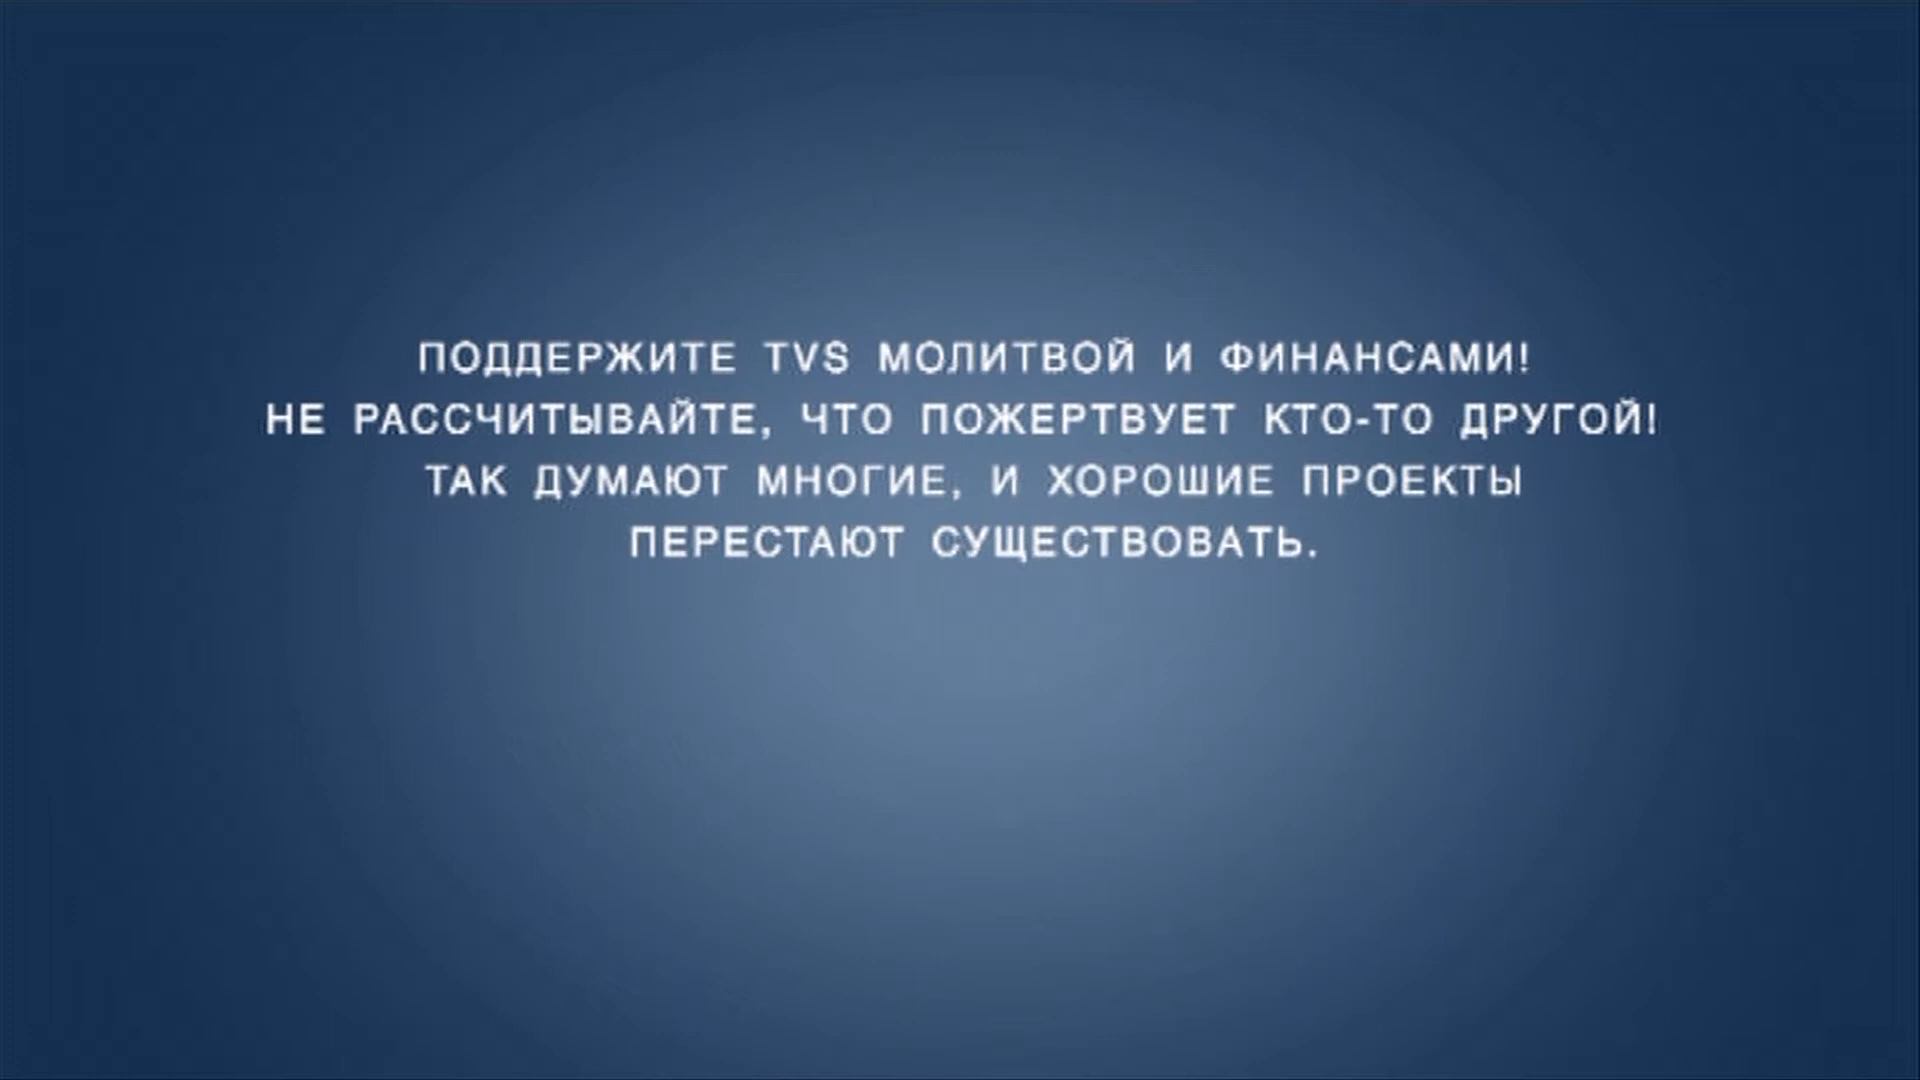 ПОДДЕРЖИТЕ TVS МОЛИТВОЙ И ФИНАНСАМИ!
НЕ РАССЧИТЫВАЙТЕ, ЧТО ПОЖЕРТВУЕТ КТО-ТО ДРУГОЙ!
ТАК ДУМАЮТ МНОГИЕ, И ХОРОШИЕ ПРОЕКТЫ
ПЕРЕСТАЮТ СУЩЕСТВОВАТЬ.